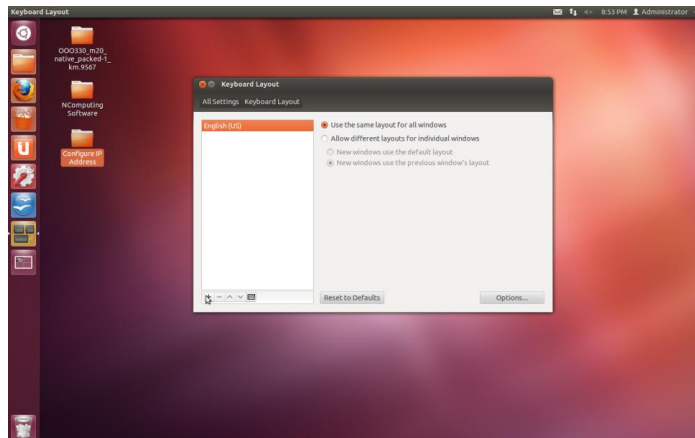 Keyboard Layout
8:53 PM
Administrator
OOO330_m20_
native_packed-1_
km.9567
NComputing
Software
Configure IP
Address
Keyboard Layout
All Settings
Keyboard Layout
English (US)
Use the same layout for all windows
Allow different layouts for individual windows
New windows use the default layout
New windows use the previous window's layout
Reset to Defaults
Options...